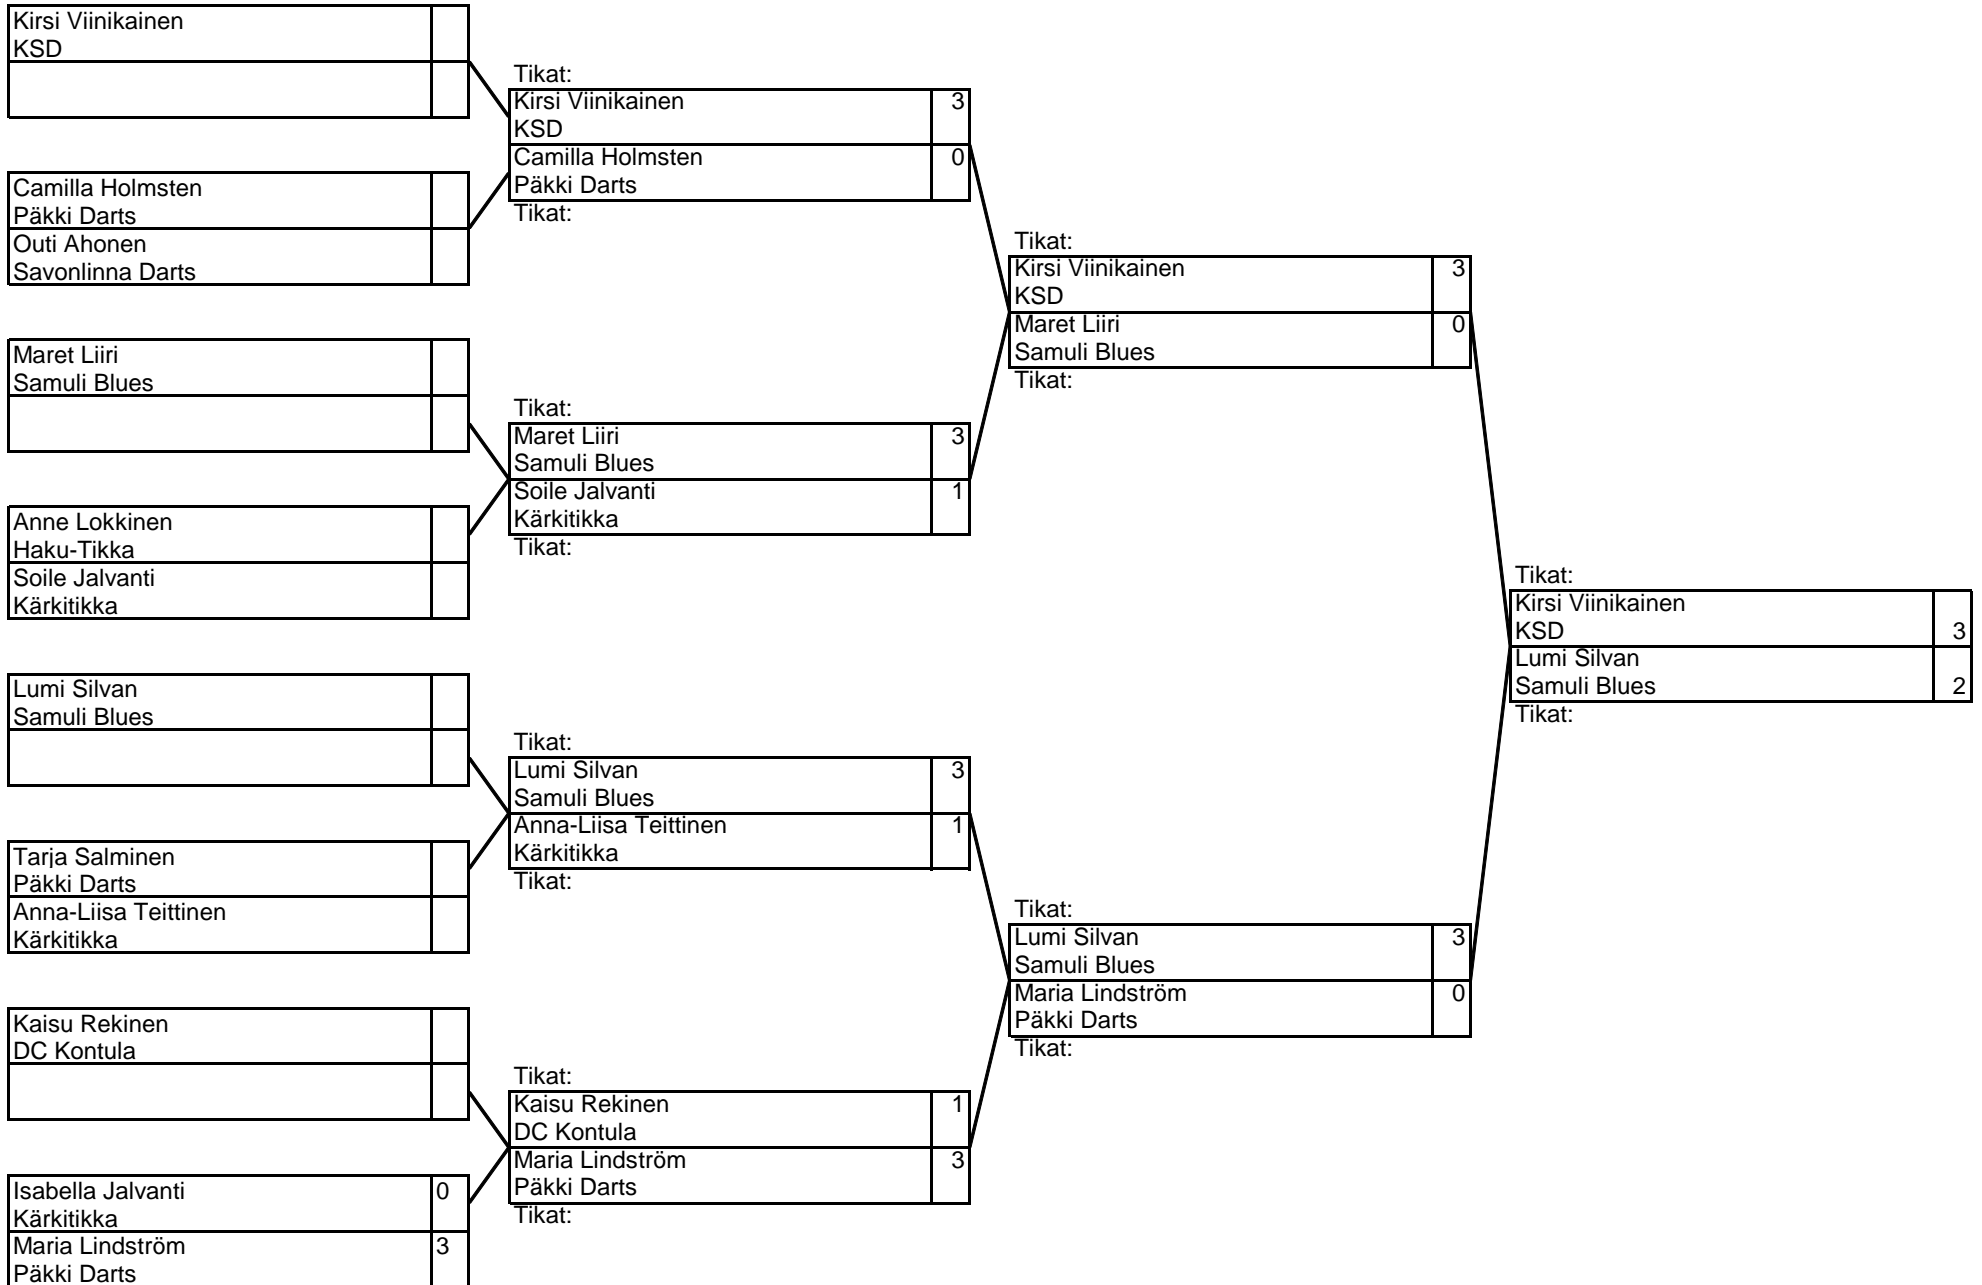 Kirsi Viinikainen
KSD
Camilla Holmsten
Päkki Darts
Outi Ahonen
Savonlinna Darts
Maret Liiri
Samuli Blues
Anne Lokkinen
Haku-Tikka
Soile Jalvanti
Kärkitikka
Lumi Silvan
Samuli Blues
Tarja Salminen
Päkki Darts
Anna-Liisa Teittinen
Kärkitikka
Kaisu Rekinen
DC Kontula
Isabella Jalvanti 0
Kärkitikka
Maria Lindström 3
Päkki Darts
Tikat:
Kirsi Viinikainen 3
KSD
Camilla Holmsten 0
Päkki Darts
Tikat:
Tikat:
Maret Liiri 3
Samuli Blues
Soile Jalvanti 1
Kärkitikka
Tikat:
Tikat:
Lumi Silvan 3
Samuli Blues
Anna-Liisa Teittinen 1
Kärkitikka
Tikat:
Tikat:
Kaisu Rekinen 1
DC Kontula
Maria Lindström 3
Päkki Darts
Tikat:
Tikat:
Kirsi Viinikainen 3
KSD
Maret Liiri 0
Samuli Blues
Tikat:
Tikat:
Lumi Silvan 3
Samuli Blues
Maria Lindström 0
Päkki Darts
Tikat:
Tikat:
Kirsi Viinikainen
KSD 3
Lumi Silvan
Samuli Blues 2
Tikat: